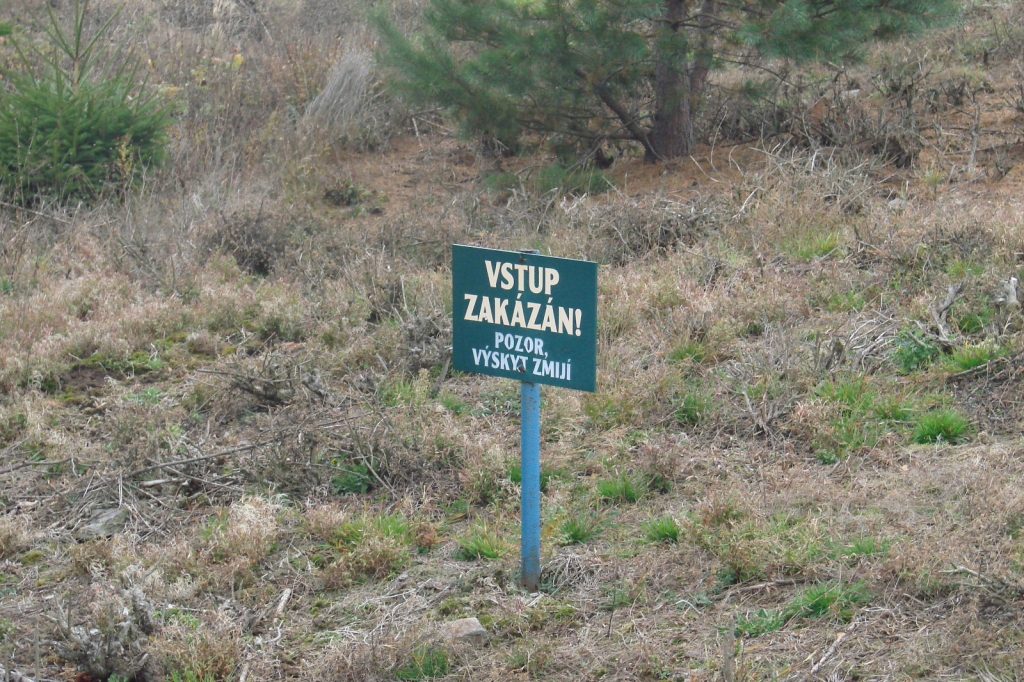 VSTUP
ZAKÁZÁN!
POZOR,
VÝSKYT ZMIJÍ